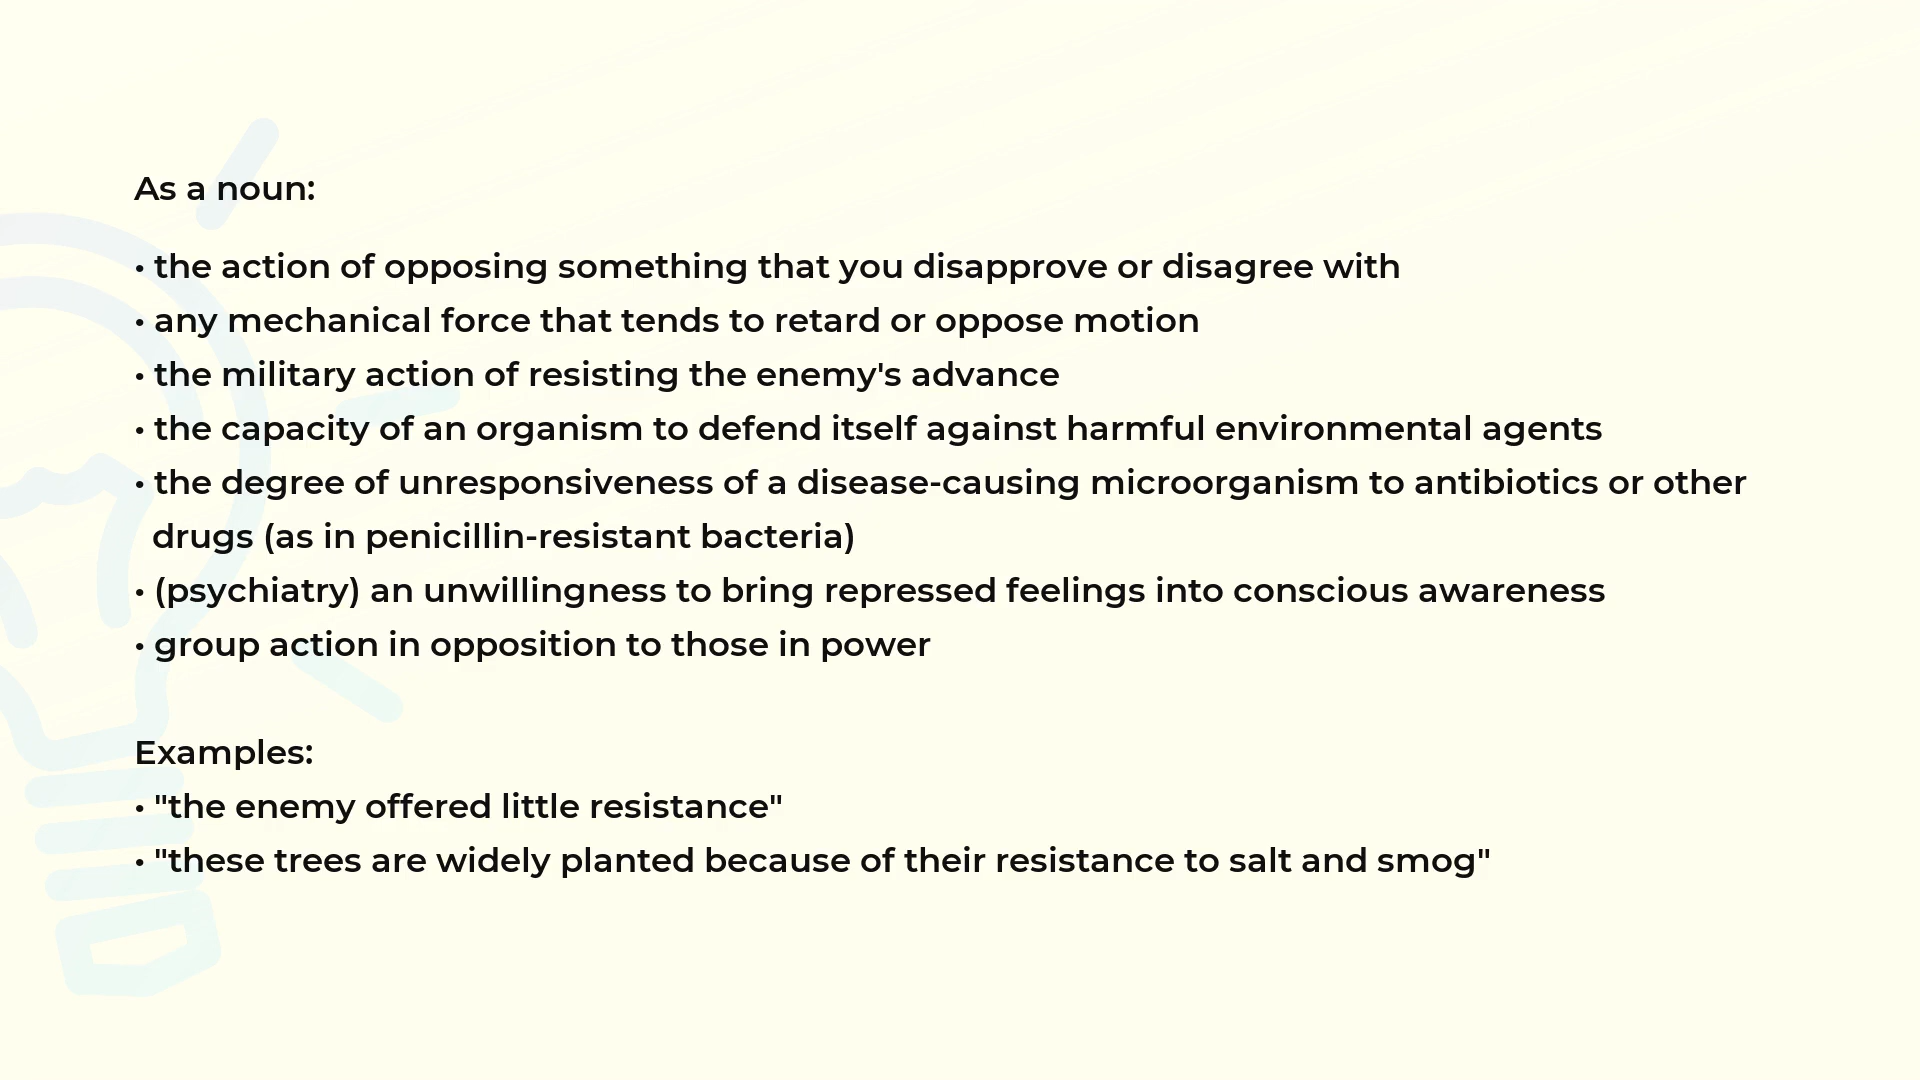 As a noun:
• the action of opposing something that you disapprove or disagree with
• any mechanical force that tends to retard or oppose motion
• the military action of resisting the enemy's advance
• the capacity of an organism to defend itself against harmful environmental agents
• the degree of unresponsiveness of a disease-causing microorganism to antibiotics or other
drugs (as in penicillin-resistant bacteria)
• (psychiatry) an unwillingness to bring repressed feelings into conscious awareness
• group action in opposition to those in power
Examples:
• "the enemy offered little resistance"
• "these trees are widely planted because of their resistance to salt and smog"